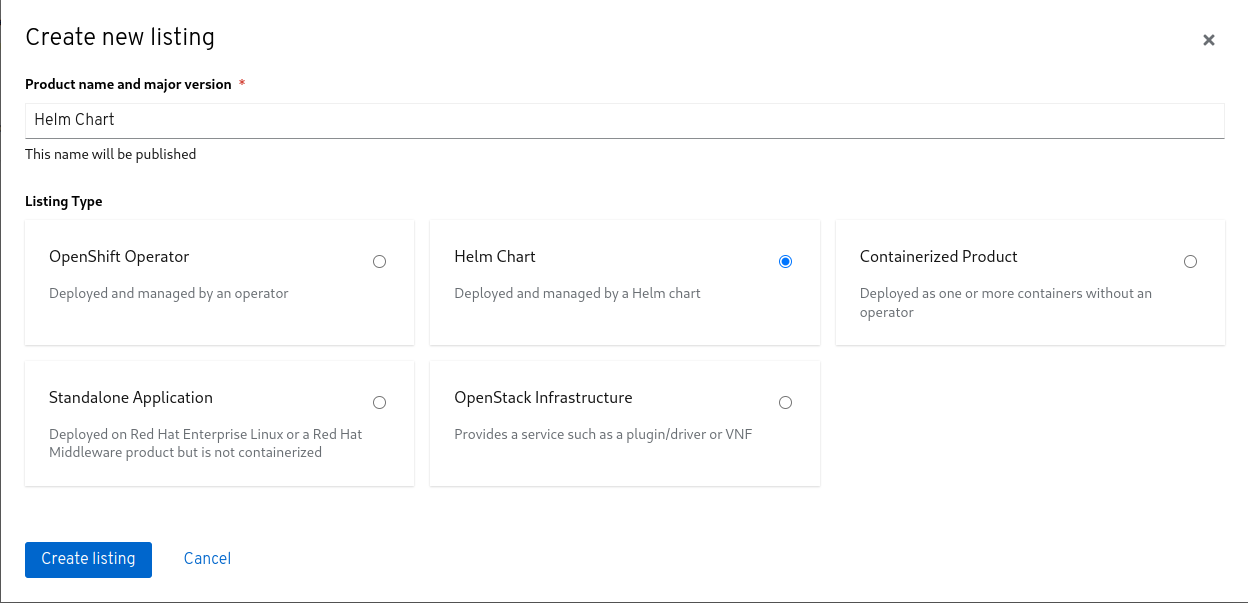 Create new listing
Product name and major version *
Helm Chart
This name will be published
Listing Type
OpenShift Operator
Deployed and managed by an operator
Helm Chart
Deployed and managed by a Helm chart
Containerized Product
Deployed as one or more containers without an
operator
Standalone Application
Deployed on Red Hat Enterprise Linux or a Red Hat
Middleware product but is not containerized
OpenStack Infrastructure
Provides a service such as a plugin/driver or VNF
Create listing
Cancel